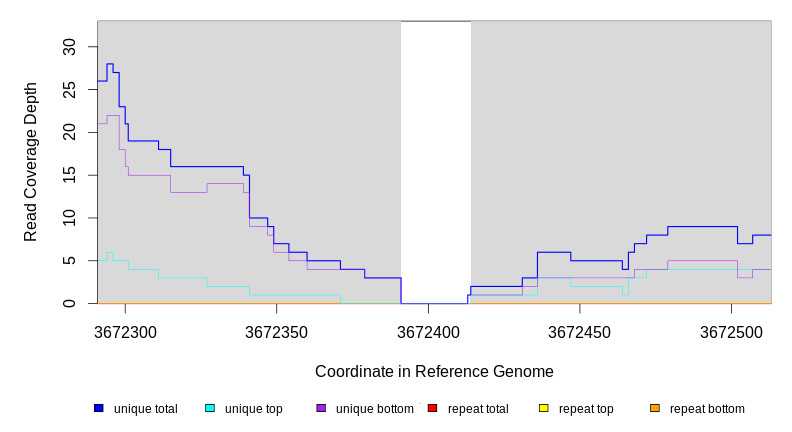 Read Coverage Depth
30
25
20
15
10
5
0
3672300 3672350 3672400 3672450 3672500
Coordinate in Reference Genome
unique total unique top unique bottom repeat total repeat top repeat bottom